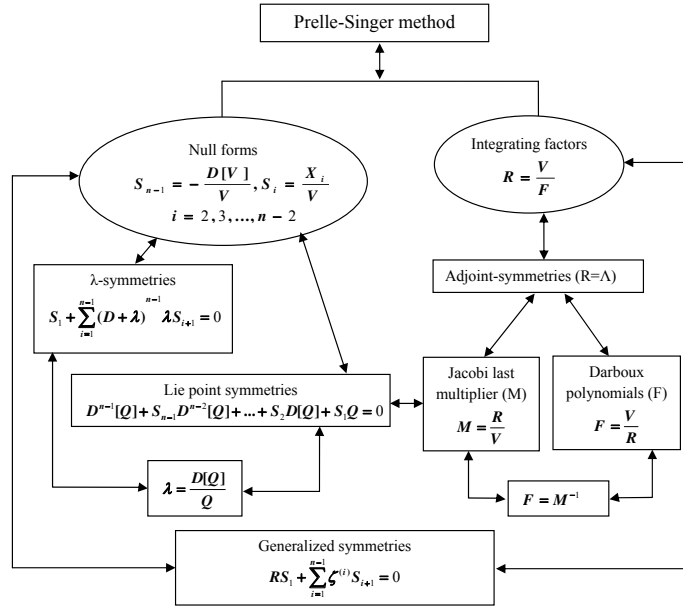 Prelle-Singer method
Null forms
S_{n-1} = - D[V] / V, S_i = X_i / V
i = 2, 3, ..., n - 2
Integrating factors
R = V / F
λ-symmetries
S_1 + \sum_{i=1}^{n-1} (D + λ)^{n-1} λS_{i+1} = 0
Adjoint-symmetries (R=Λ)
Lie point symmetries
D^{n-1}[Q] + S_{n-1}D^{n-2}[Q] + ... + S_2D[Q] + S_1Q = 0
Jacobi last
multiplier (M)
M = R / V
Darboux
polynomials (F)
F = V / R
λ = D[Q] / Q
F = M^{-1}
Generalized symmetries
RS_1 + \sum_{i=1}^{n-1} ζ^{(i)} S_{i+1} = 0